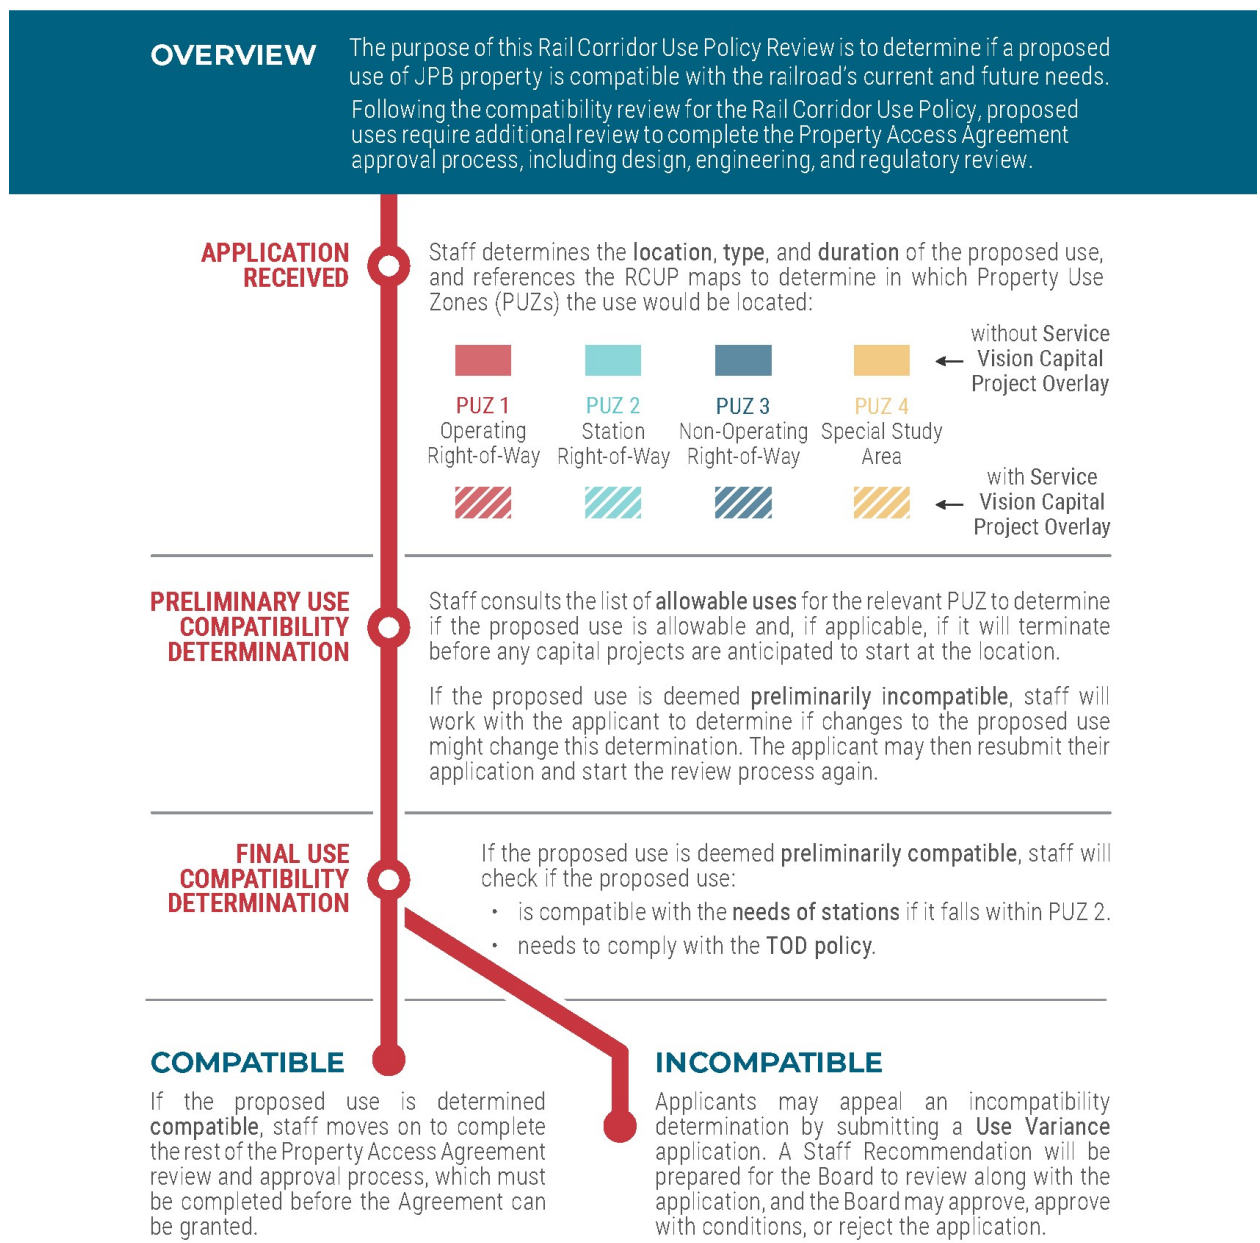 OVERVIEW
The purpose of this Rail Corridor Use Policy Review is to determine if a proposed
use of JPB property is compatible with the railroad's current and future needs.
Following the compatibility review for the Rail Corridor Use Policy, proposed
uses require additional review to complete the Property Access Agreement
approval process, including design, engineering, and regulatory review.
APPLICATION
RECEIVED
Staff determines the location, type, and duration of the proposed use,
and references the RCUP maps to determine in which Property Use
Zones (PUZs) the use would be located:
without Service
Vision Capital
Project Overlay
PUZ 1
Operating
Right-of-Way
PUZ 2
Station
Right-of-Way
PUZ 3
Non-Operating
Right-of-Way
PUZ 4
Special Study
Area
with Service
Vision Capital
Project Overlay
PRELIMINARY USE
COMPATIBILITY
DETERMINATION
Staff consults the list of allowable uses for the relevant PUZ to determine
if the proposed use is allowable and, if applicable, if it will terminate
before any capital projects are anticipated to start at the location.
If the proposed use is deemed preliminarily incompatible, staff will
work with the applicant to determine if changes to the proposed use
might change this determination. The applicant may then resubmit their
application and start the review process again.
FINAL USE
COMPATIBILITY
DETERMINATION
If the proposed use is deemed preliminarily compatible, staff will
check if the proposed use:
• is compatible with the needs of stations if it falls within PUZ 2.
• needs to comply with the TOD policy.
COMPATIBLE
If the proposed use is determined
compatible, staff moves on to complete
the rest of the Property Access Agreement
review and approval process, which must
be completed before the Agreement can
be granted.
INCOMPATIBLE
Applicants may appeal an incompatibility
determination by submitting a Use Variance
application. A Staff Recommendation will be
prepared for the Board to review along with the
application, and the Board may approve, approve
with conditions, or reject the application.